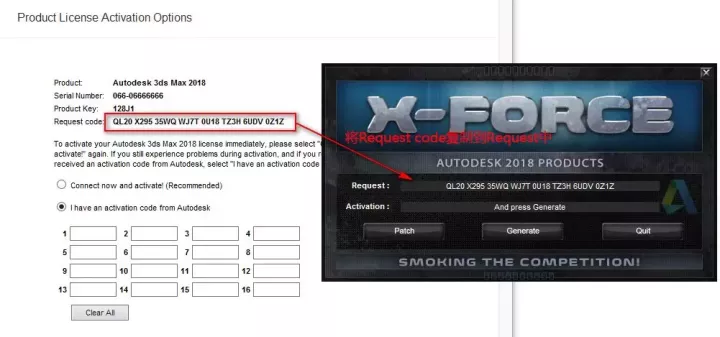 Product License Activation Options
Product: Autodesk 3ds Max 2018
Serial Number: 066-06666666
Product Key: 128J1
Request code: QL20 X295 35WQ WJ7T 0U18 TZ3H 6UDV 0Z1Z
To activate your Autodesk 3ds Max 2018 license immediately, please select "
activate!" again. If you still experience problems during activation, and if you
received an activation code from Autodesk, select "I have an activation code
Connect now and activate! (Recommended)
I have an activation code from Autodesk
1 2 3 4
5 6 7 8
9 10 11 12
13 14 15 16
Clear All
X-FORCE
将Request code复制到Request中
AUTODESK 2018 PRODUCTS
Request : QL20 X295 35WQ WJ7T 0U18 TZ3H 6UDV 0Z1Z
Activation : And press Generate
Patch Generate Quit
SMOKING THE COMPETITION!